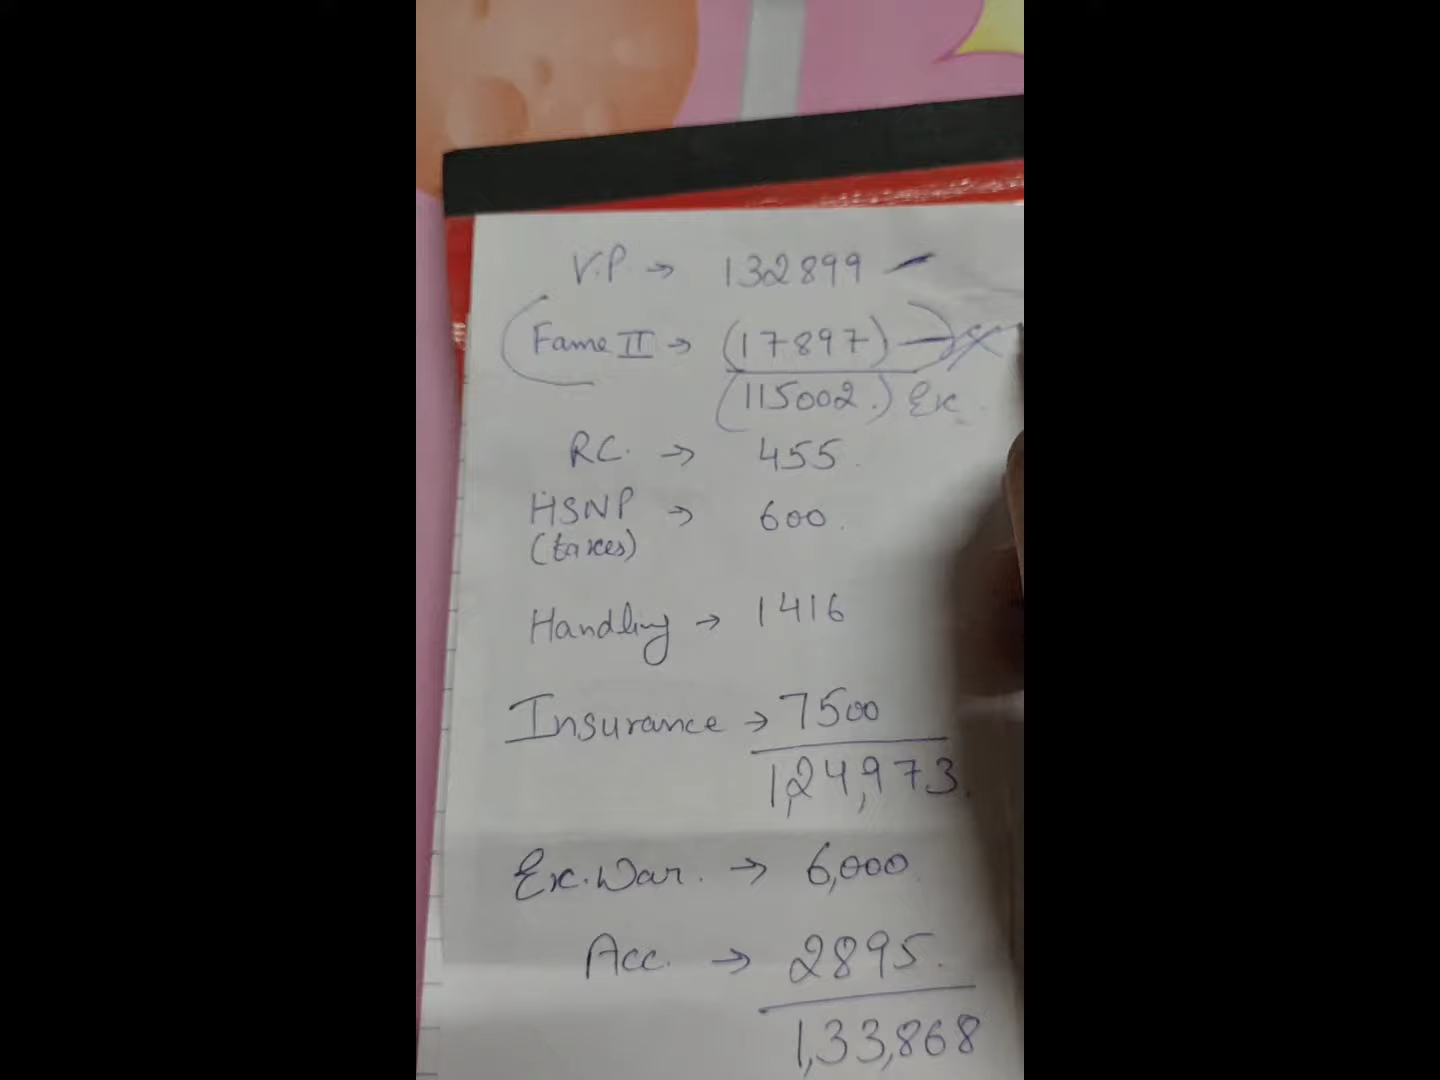 V.P. → 132899 -
(Fame II → (17897) -)
(115002.) Ex.
RC. → 455.
HSNP → 600.
(taxes)
Handling → 1416
Insurance → 7500
1,24,973.
Ex.War. → 6,000
Acc. → 2895.
1,33,868